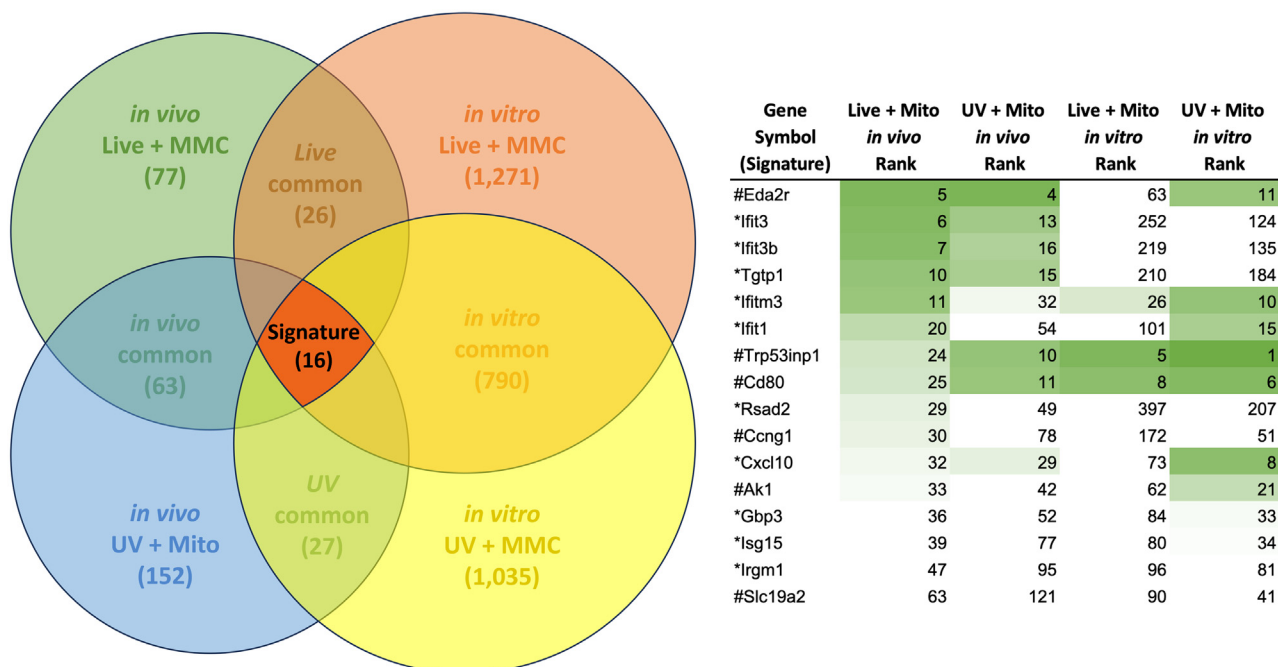 in vivo
Live + MMC
(77)
Live
common
(26)
in vitro
Live + MMC
(1,271)
in vivo
common
(63)
Signature
(16)
in vitro
common
(790)
in vivo
UV + Mito
(152)
UV
common
(27)
in vitro
UV + MMC
(1,035)
Gene Symbol (Signature) Live + Mito in vivo Rank UV + Mito in vivo Rank Live + Mito in vitro Rank UV + Mito in vitro Rank
#Eda2r 5 4 63 11
*Ifit3 6 13 252 124
*Ifit3b 7 16 219 135
*Tgtp1 10 15 210 184
*Ifitm3 11 32 26 10
*Ifit1 20 54 101 15
#Trp53inp1 24 10 5 1
#Cd80 25 11 8 6
*Rsad2 29 49 397 207
#Ccng1 30 78 172 51
*Cxcl10 32 29 73 8
#Ak1 33 42 62 21
*Gbp3 36 52 84 33
*Isg15 39 77 80 34
*Irgm1 47 95 96 81
#Slc19a2 63 121 90 41